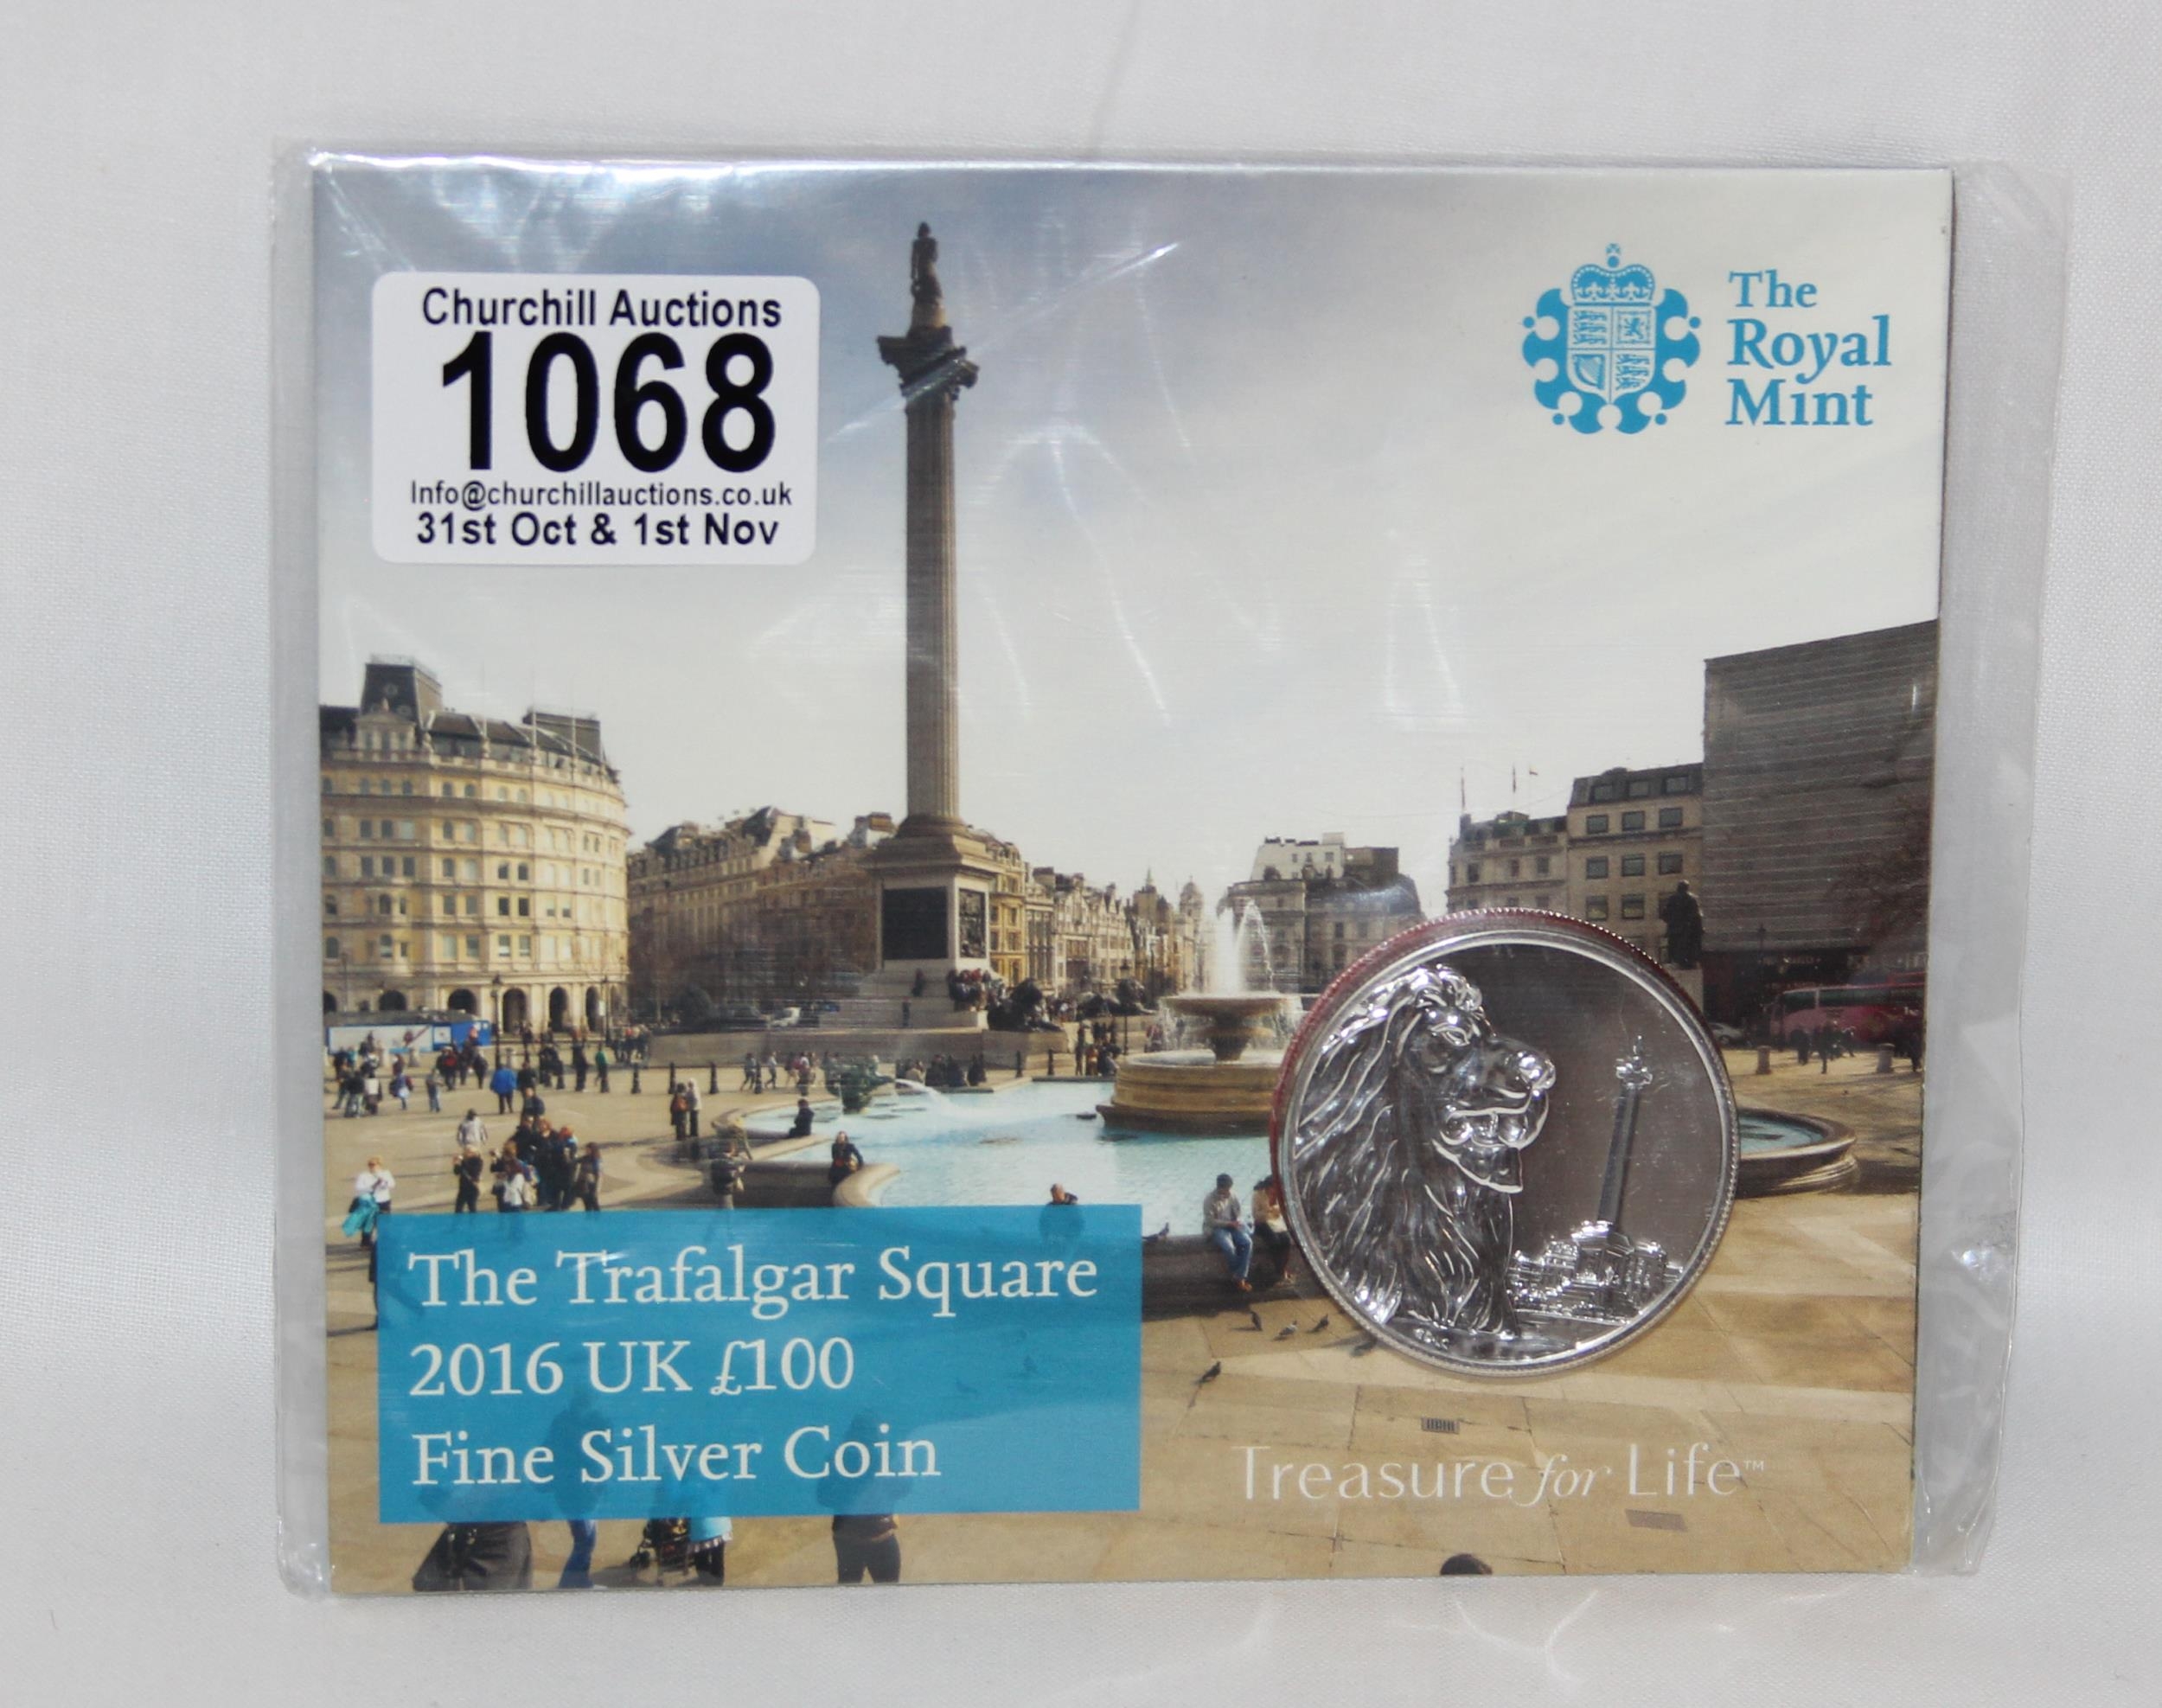 Churchill Auctions
1068
Info@churchillauctions.co.uk
31st Oct & 1st Nov
The
Royal
Mint
The Trafalgar Square
2016 UK £100
Fine Silver Coin
Treasure for Life™